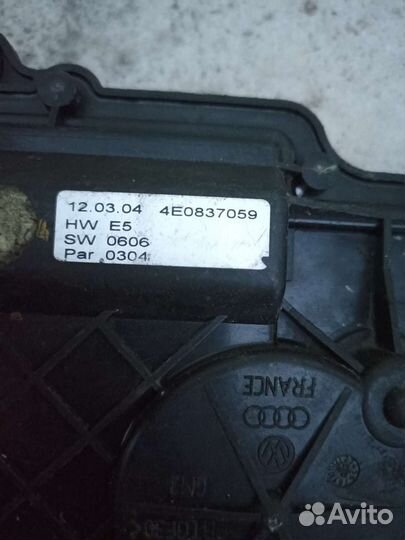 12.03.04 4E0837059
HW E5
SW 0606
Par 0304
FRANCE
Avito